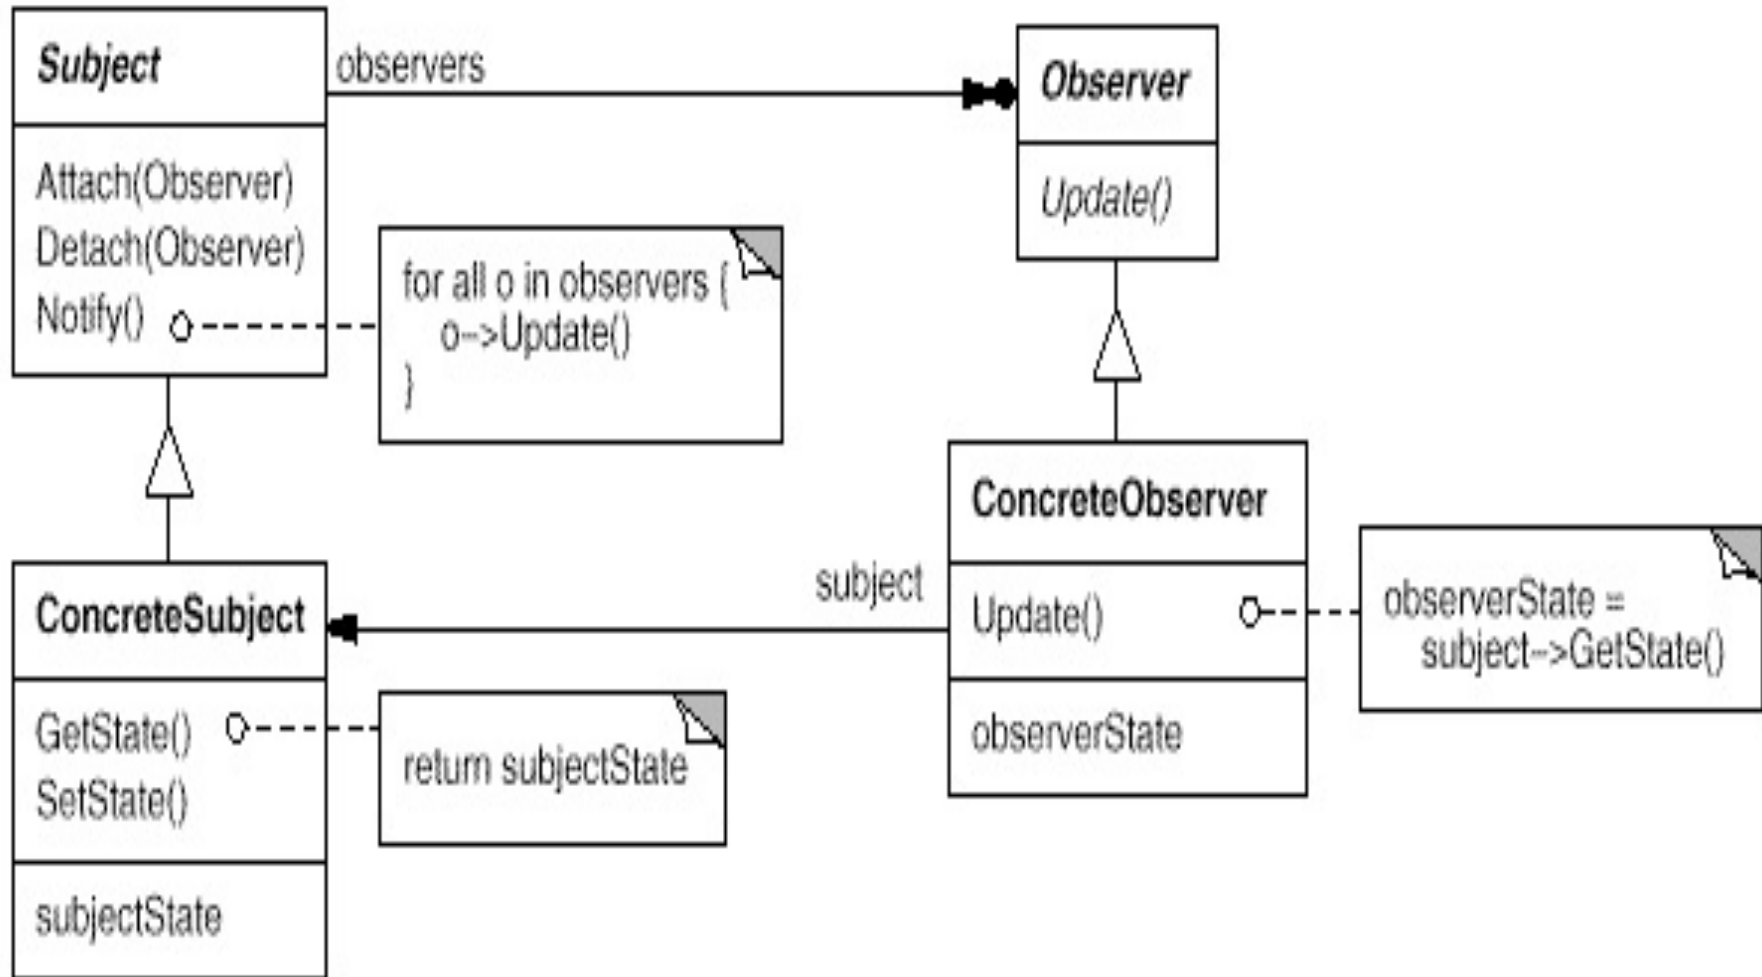 Subject
observers
Attach(Observer)
Detach(Observer)
Notify()
for all o in observers {
o->Update()
}
Observer
Update()
ConcreteSubject
GetState()
SetState()
subjectState
return subjectState
subject
ConcreteObserver
Update()
observerState
observerState =
subject->GetState()